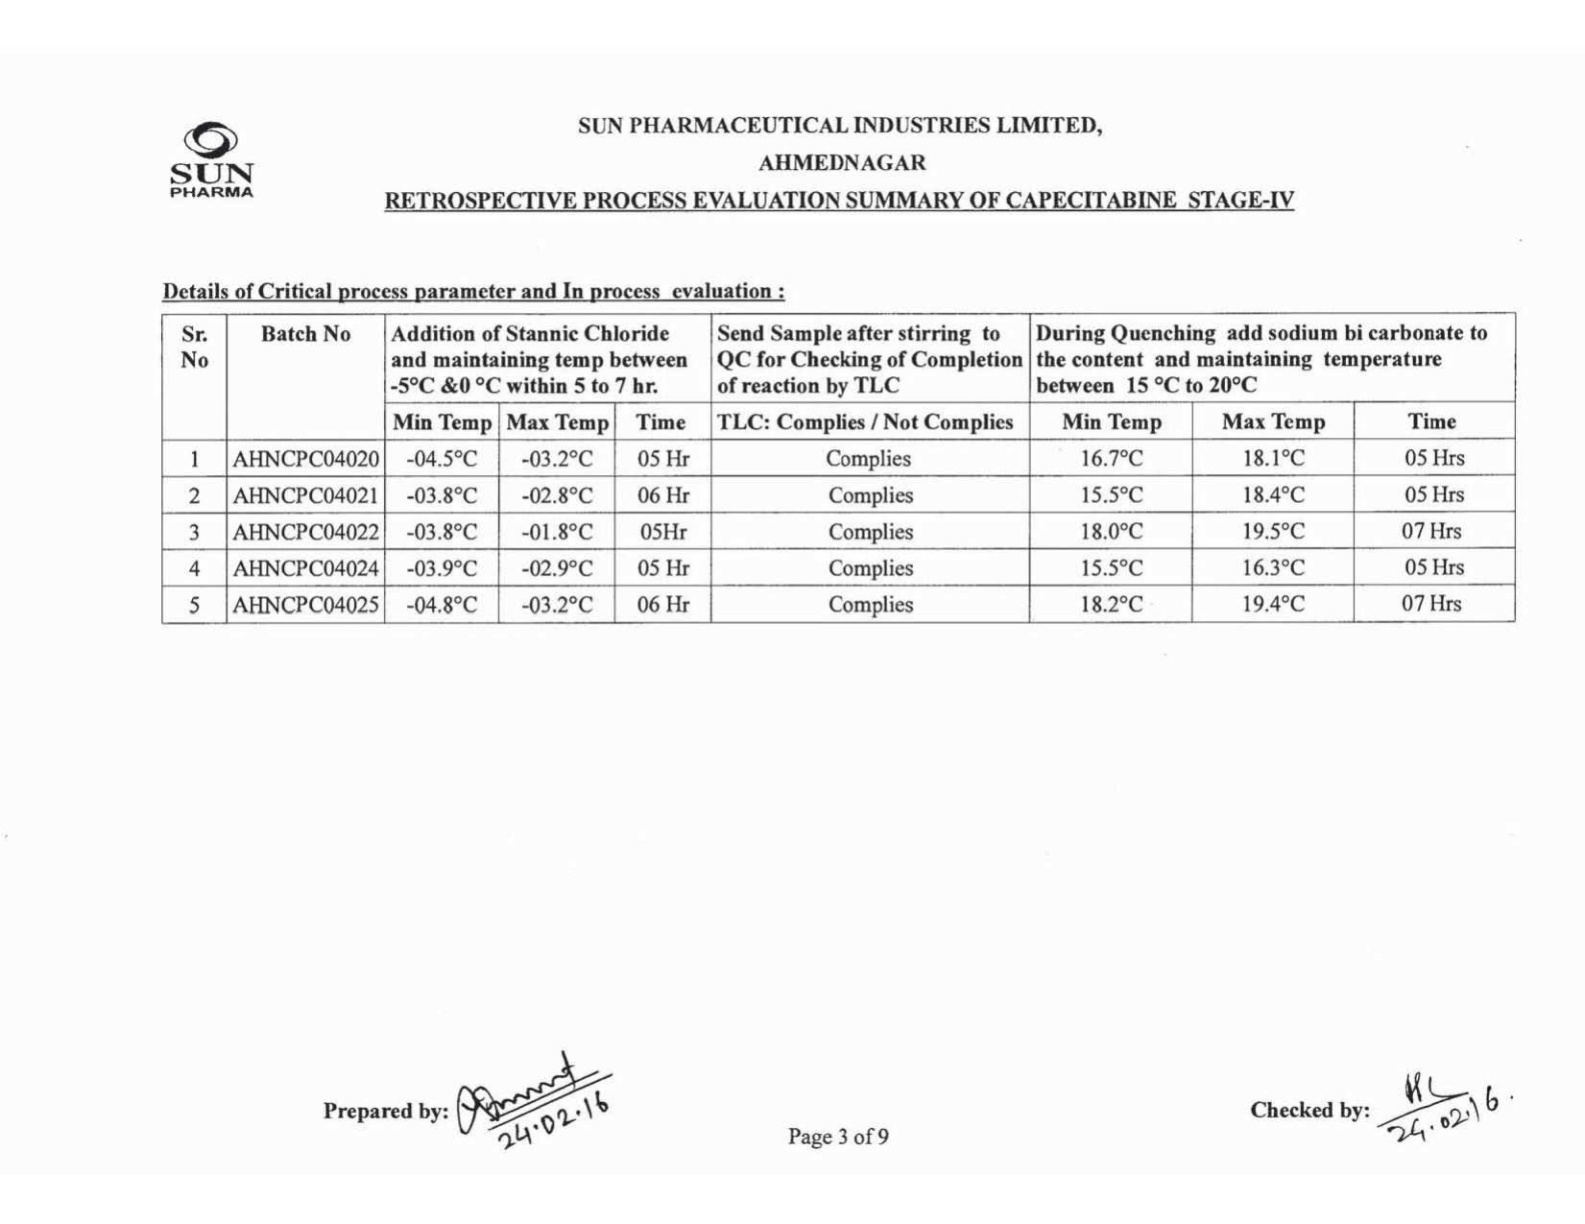 SUN
PHARMA
SUN PHARMACEUTICAL INDUSTRIES LIMITED,
AHMEDNAGAR
RETROSPECTIVE PROCESS EVALUATION SUMMARY OF CAPECITABINE STAGE-IV
Details of Critical process parameter and In process evaluation :
Sr. No | Batch No | Addition of Stannic Chloride and maintaining temp between -5°C &0 °C within 5 to 7 hr. | Send Sample after stirring to QC for Checking of Completion of reaction by TLC | During Quenching add sodium bi carbonate to the content and maintaining temperature between 15 °C to 20°C
Min Temp | Max Temp | Time | TLC: Complies / Not Complies | Min Temp | Max Temp | Time
1 | AHNCPC04020 | -04.5°C | -03.2°C | 05 Hr | Complies | 16.7°C | 18.1°C | 05 Hrs
2 | AHNCPC04021 | -03.8°C | -02.8°C | 06 Hr | Complies | 15.5°C | 18.4°C | 05 Hrs
3 | AHNCPC04022 | -03.8°C | -01.8°C | 05Hr | Complies | 18.0°C | 19.5°C | 07 Hrs
4 | AHNCPC04024 | -03.9°C | -02.9°C | 05 Hr | Complies | 15.5°C | 16.3°C | 05 Hrs
5 | AHNCPC04025 | -04.8°C | -03.2°C | 06 Hr | Complies | 18.2°C | 19.4°C | 07 Hrs
Prepared by:
24.02.16
Checked by:
24.02.16.
Page 3 of 9